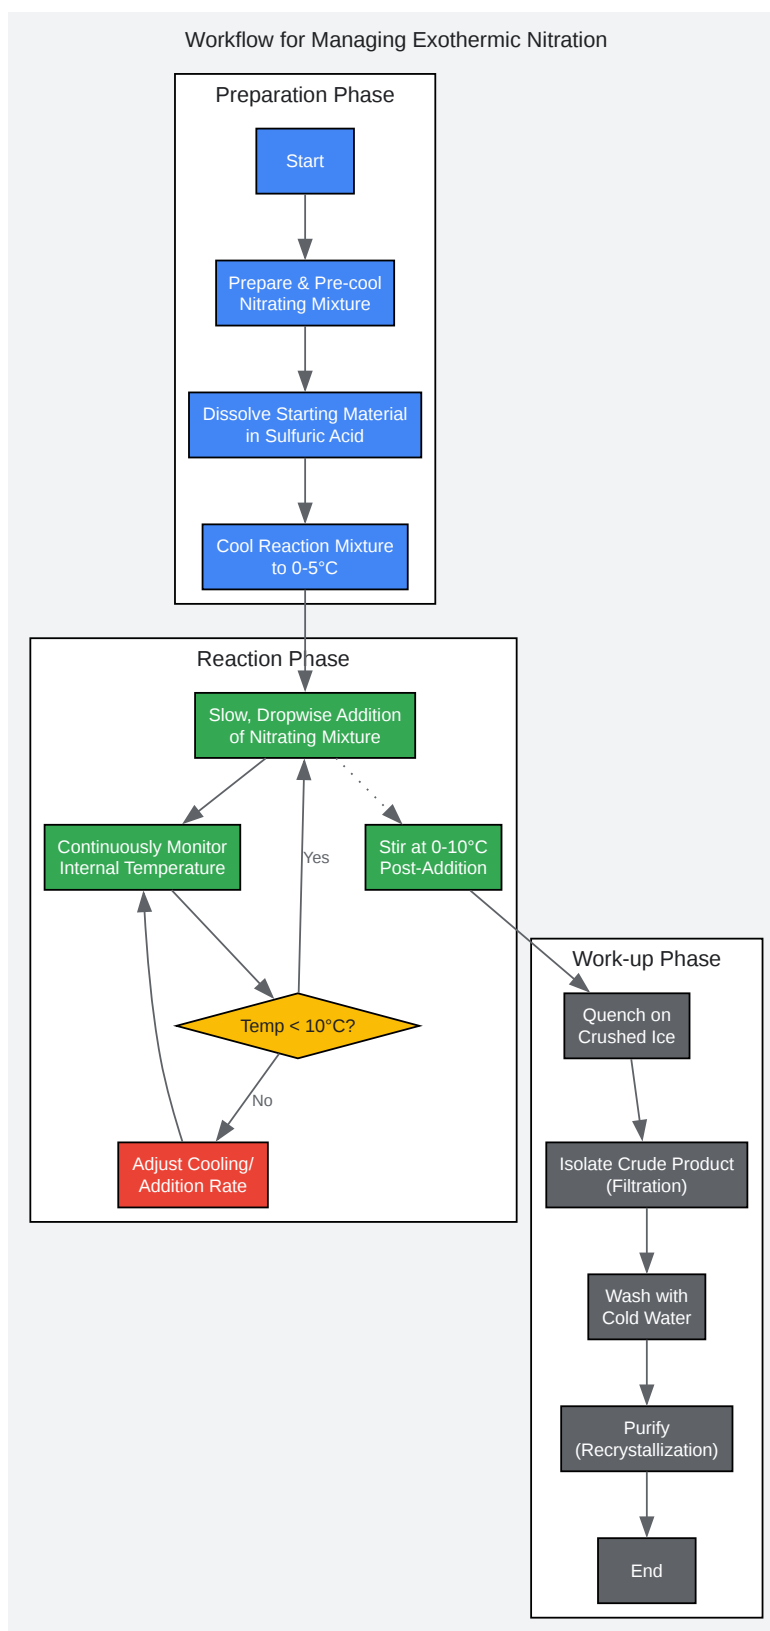 Workflow for Managing Exothermic Nitration
Preparation Phase
Start
Prepare & Pre-cool
Nitrating Mixture
Dissolve Starting Material
in Sulfuric Acid
Cool Reaction Mixture
to 0-5°C
Reaction Phase
Slow, Dropwise Addition
of Nitrating Mixture
Continuously Monitor
Internal Temperature
Yes
Stir at 0-10°C
Post-Addition
Temp < 10°C?
No
Adjust Cooling/
Addition Rate
Work-up Phase
Quench on
Crushed Ice
Isolate Crude Product
(Filtration)
Wash with
Cold Water
Purify
(Recrystallization)
End